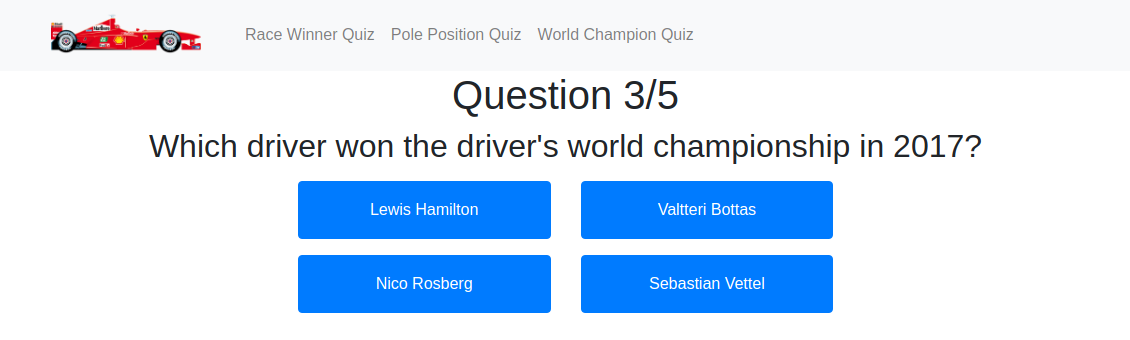 Race Winner Quiz Pole Position Quiz World Champion Quiz
Question 3/5
Which driver won the driver's world championship in 2017?
Lewis Hamilton Valtteri Bottas
Nico Rosberg Sebastian Vettel